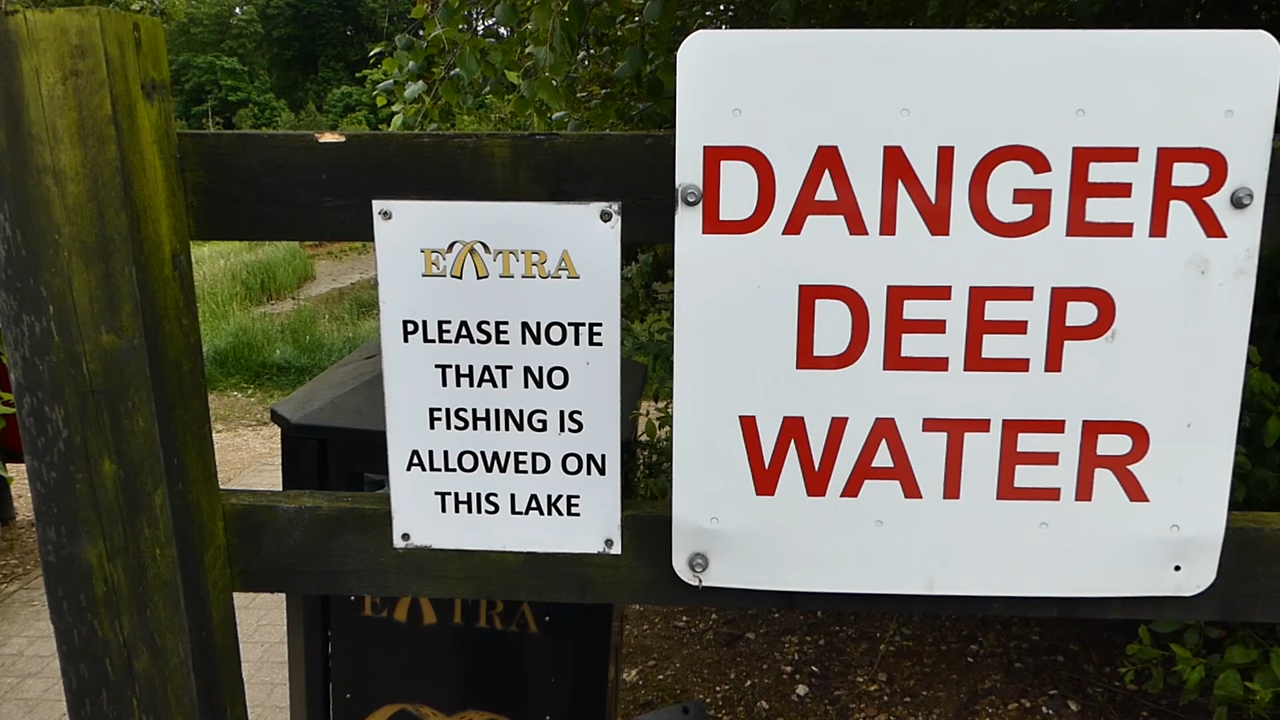 EXTRA
PLEASE NOTE
THAT NO
FISHING IS
ALLOWED ON
THIS LAKE
DANGER
DEEP
WATER
EXTRA